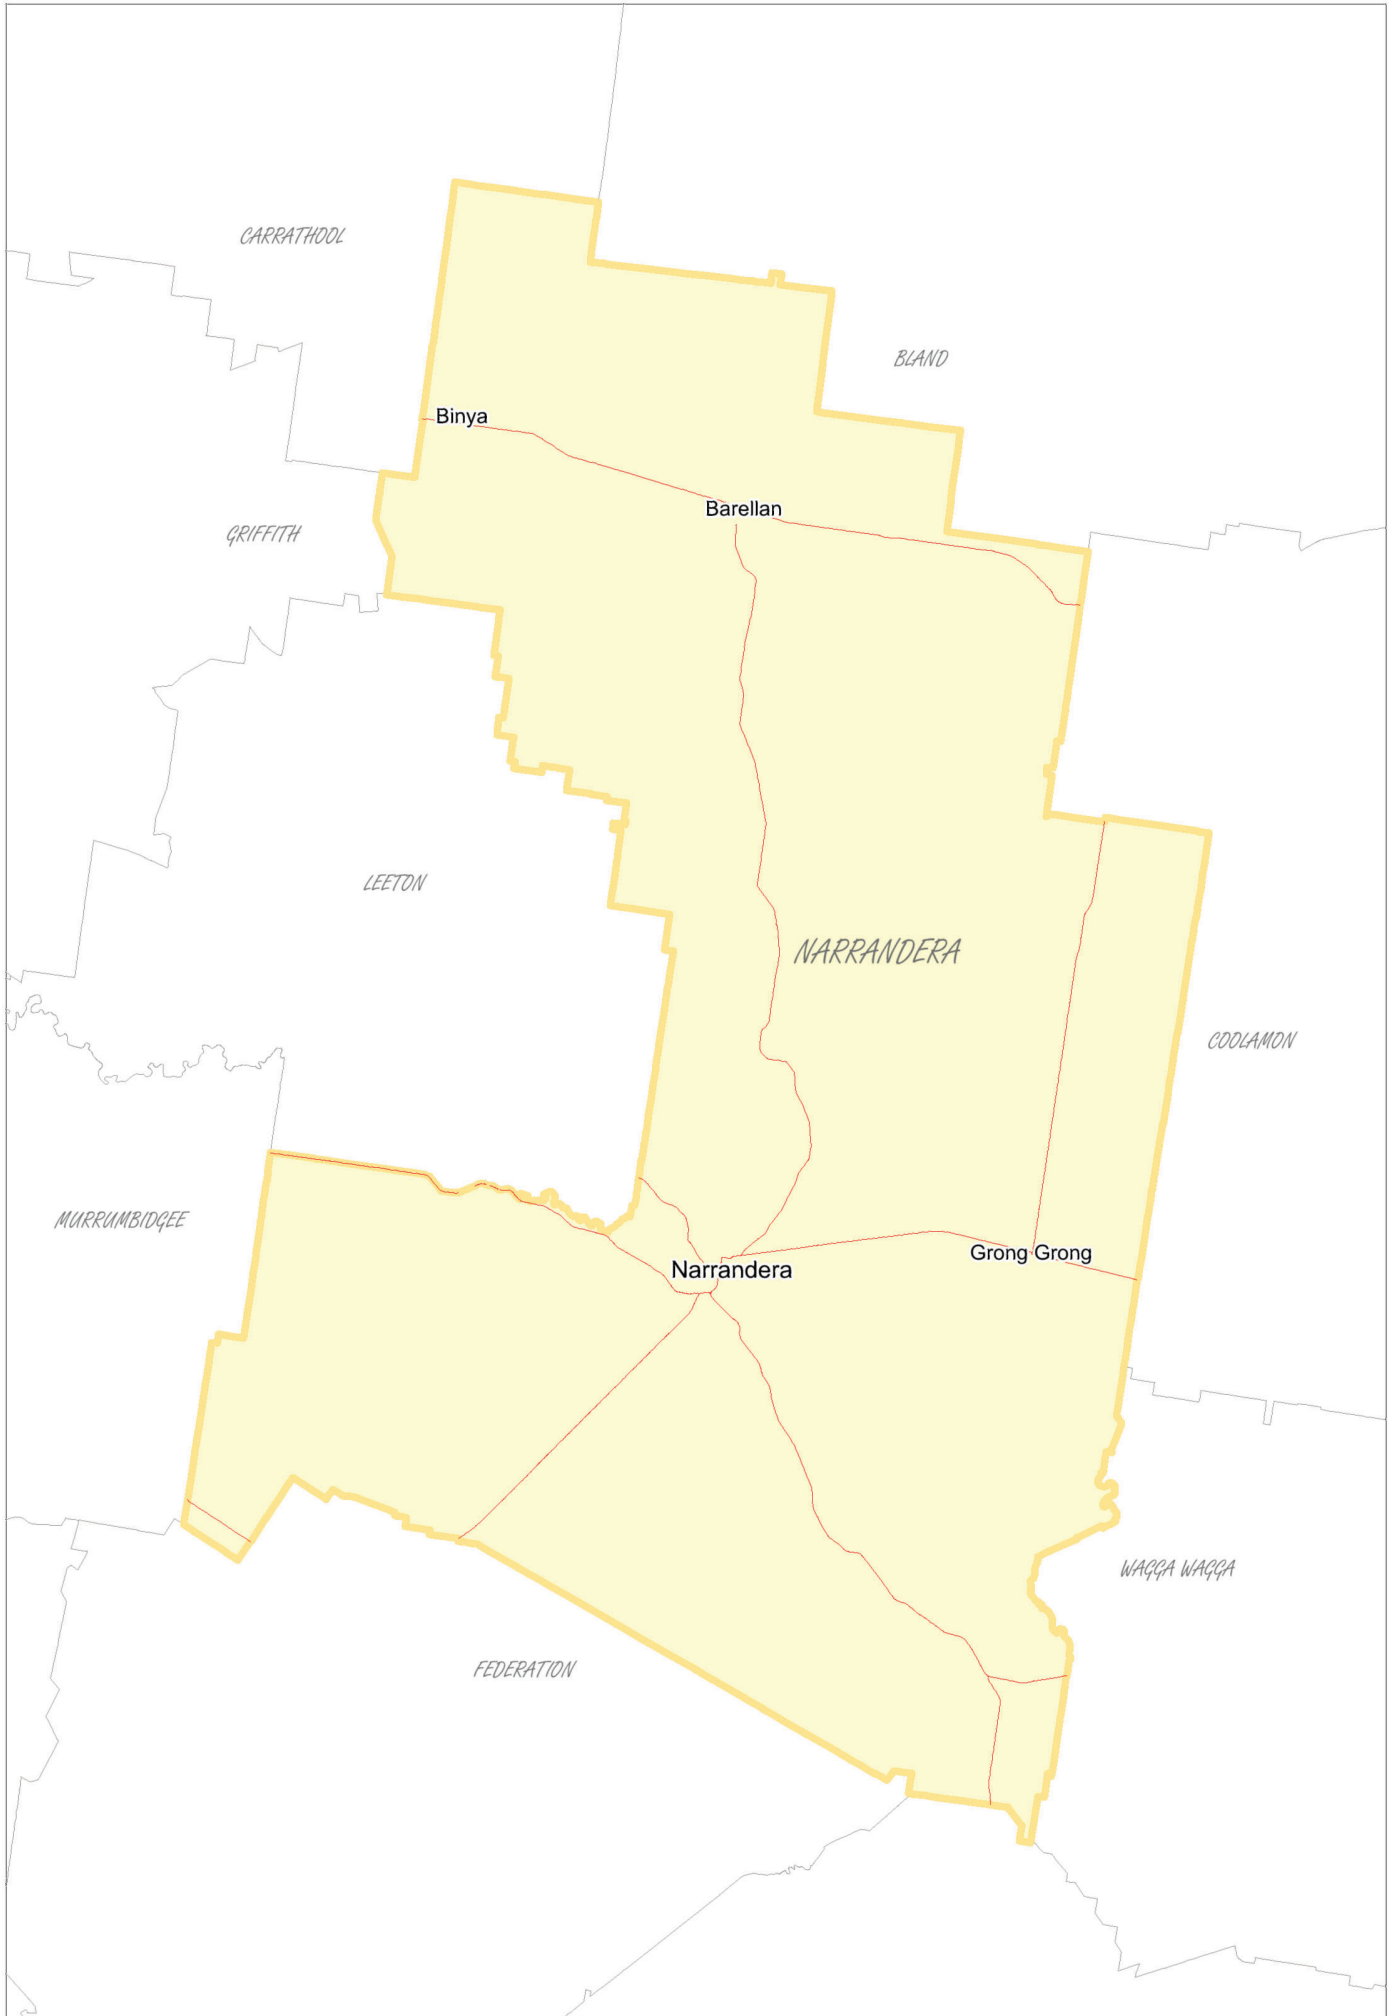 CARRATHOOL
BLAND
Binya
Barellan
GRIFFITH
LEETON
NARRANDERA
COOLAMON
MURRUMBIDGEE
Grong Grong
Narrandera
WAGGA WAGGA
FEDERATION